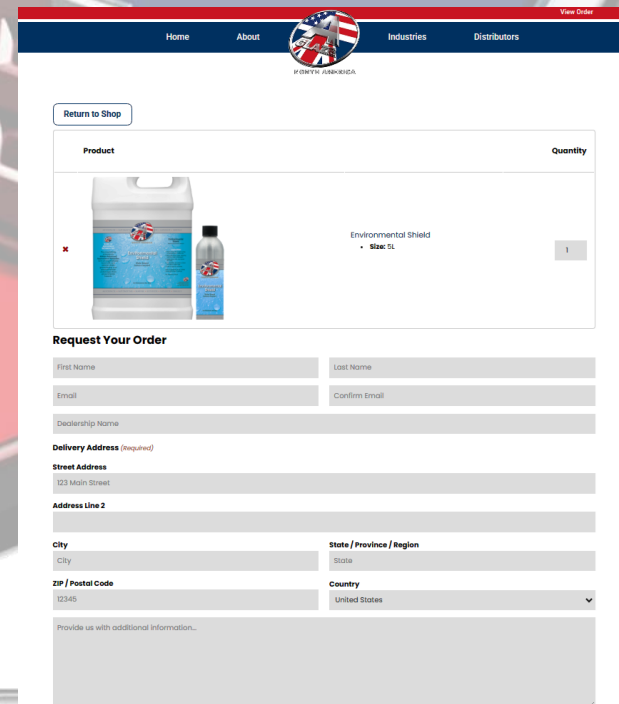 View Order
Home About Industries Distributors
A
GLAZE
NORTH AMERICA
Return to Shop
Product Quantity
Environmental Shield
Size: 5L
1
Environmental
Shield
Request Your Order
First Name Last Name
Email Confirm Email
Dealership Name
Delivery Address (Required)
Street Address
123 Main Street
Address Line 2
City State / Province / Region
City State
ZIP / Postal Code Country
12345 United States
Provide us with additional information...